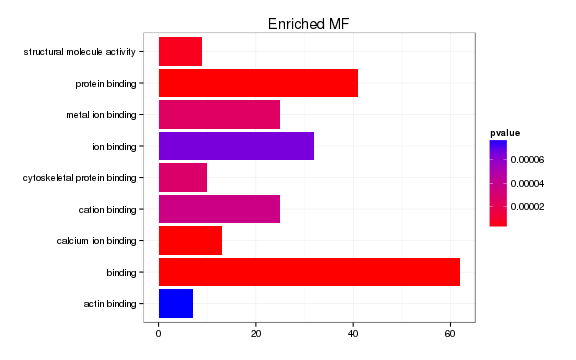 Enriched MF
structural molecule activity
protein binding
metal ion binding
ion binding
cytoskeletal protein binding
cation binding
calcium ion binding
binding
actin binding
0 20 40 60
pvalue
0.00006
0.00004
0.00002